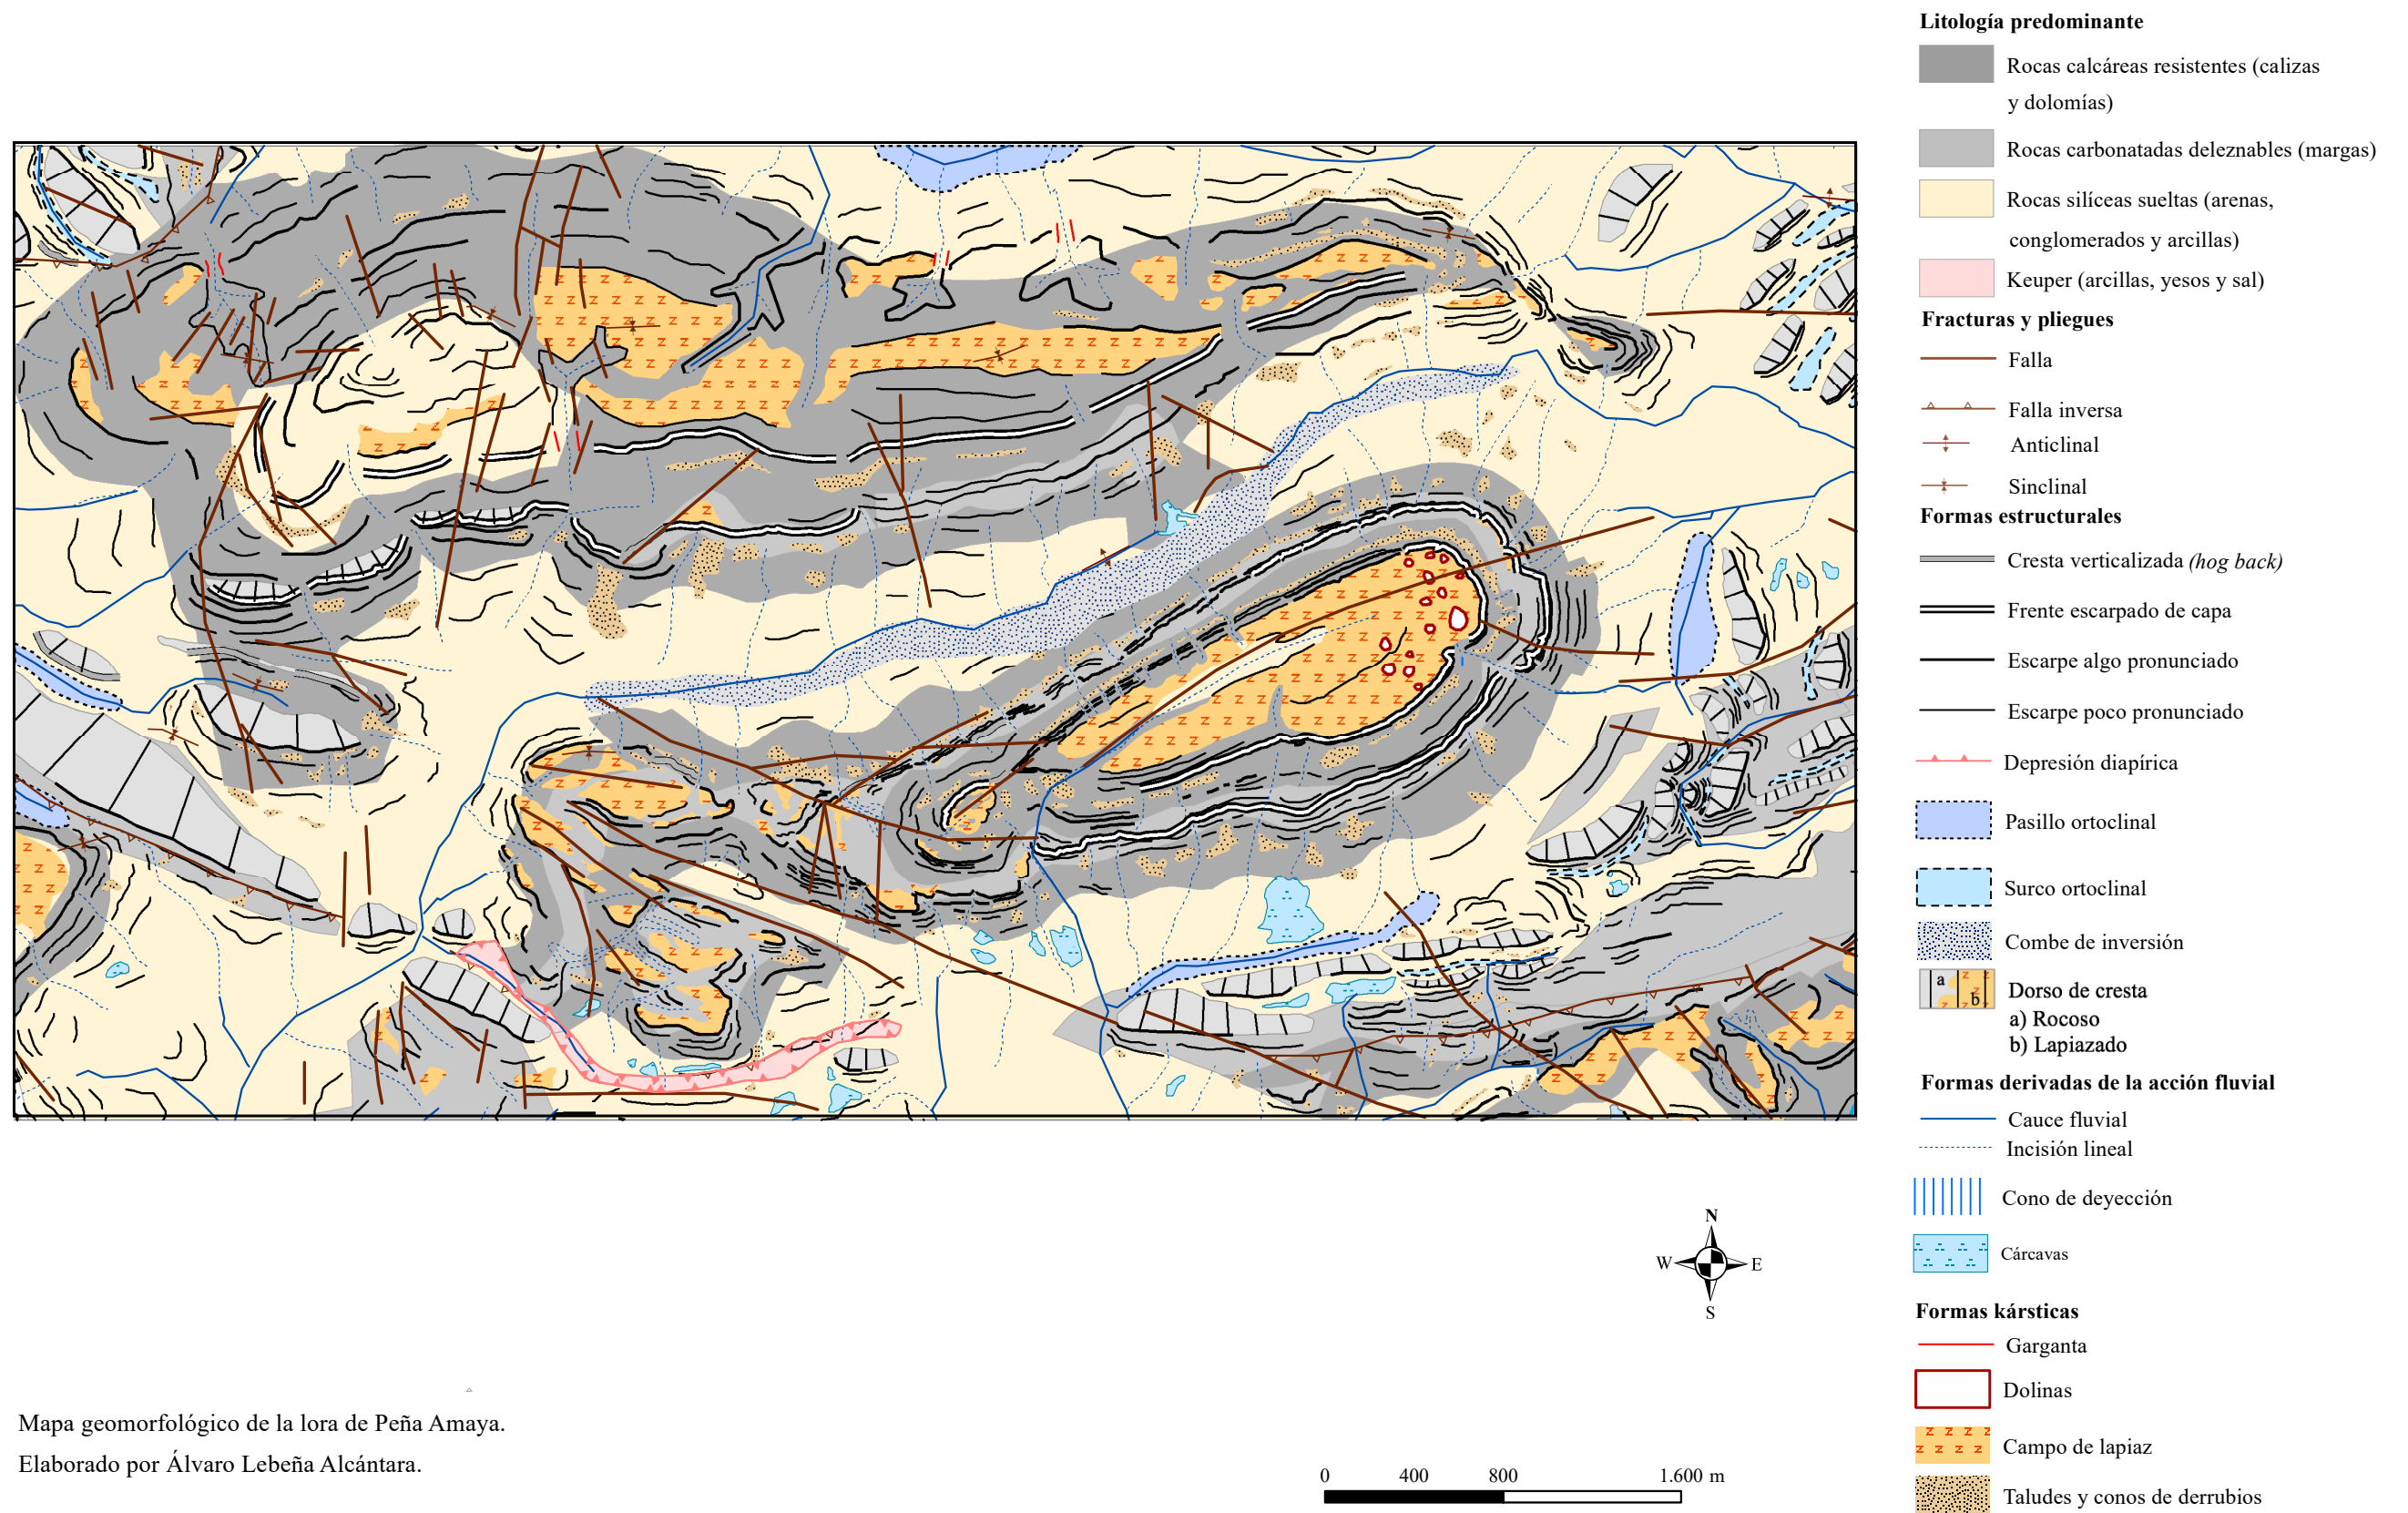 Litología predominante
Rocas calcáreas resistentes (calizas
y dolomías)
Rocas carbonatadas deleznables (margas)
Rocas silíceas sueltas (arenas,
conglomerados y arcillas)
Keuper (arcillas, yesos y sal)
Fracturas y pliegues
Falla
Falla inversa
Anticlinal
Sinclinal
Formas estructurales
Cresta verticalizada (hog back)
Frente escarpado de capa
Escarpe algo pronunciado
Escarpe poco pronunciado
Depresión diapírica
Pasillo ortoclinal
Surco ortoclinal
Combe de inversión
a b
Dorso de cresta
a) Rocoso
b) Lapiazado
Formas derivadas de la acción fluvial
Cauce fluvial
Incisión lineal
Cono de deyección
Cárcavas
Formas kársticas
Garganta
Dolinas
Campo de lapiaz
Taludes y conos de derrubios
N
W E
S
0 400 800 1.600 m
Mapa geomorfológico de la lora de Peña Amaya.
Elaborado por Álvaro Lebeña Alcántara.